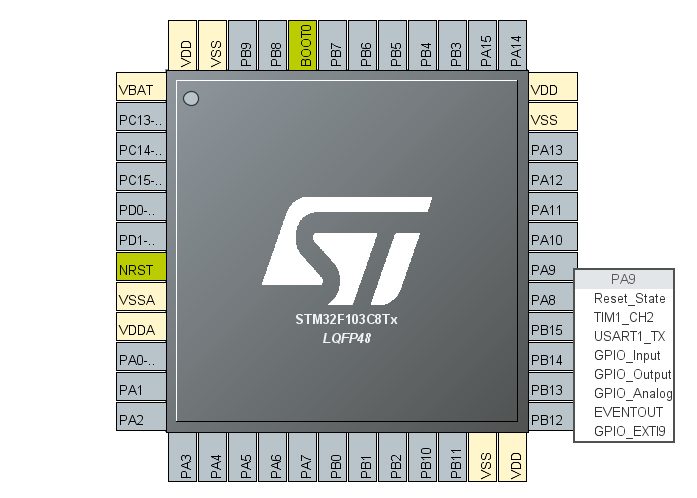 VDD
VSS
PB9
PB8
BOOT0
PB7
PB6
PB5
PB4
PB3
PA15
PA14
VBAT
PC13-..
PC14-..
PC15-..
PD0-..
PD1-..
NRST
VSSA
VDDA
PA0-..
PA1
PA2
ST
STM32F103C8Tx
LQFP48
VDD
VSS
PA13
PA12
PA11
PA10
PA9
PA8
PB15
PB14
PB13
PB12
PA9
Reset_State
TIM1_CH2
USART1_TX
GPIO_Input
GPIO_Output
GPIO_Analog
EVENTOUT
GPIO_EXTI9
PA3
PA4
PA5
PA6
PA7
PB0
PB1
PB2
PB10
PB11
VSS
VDD